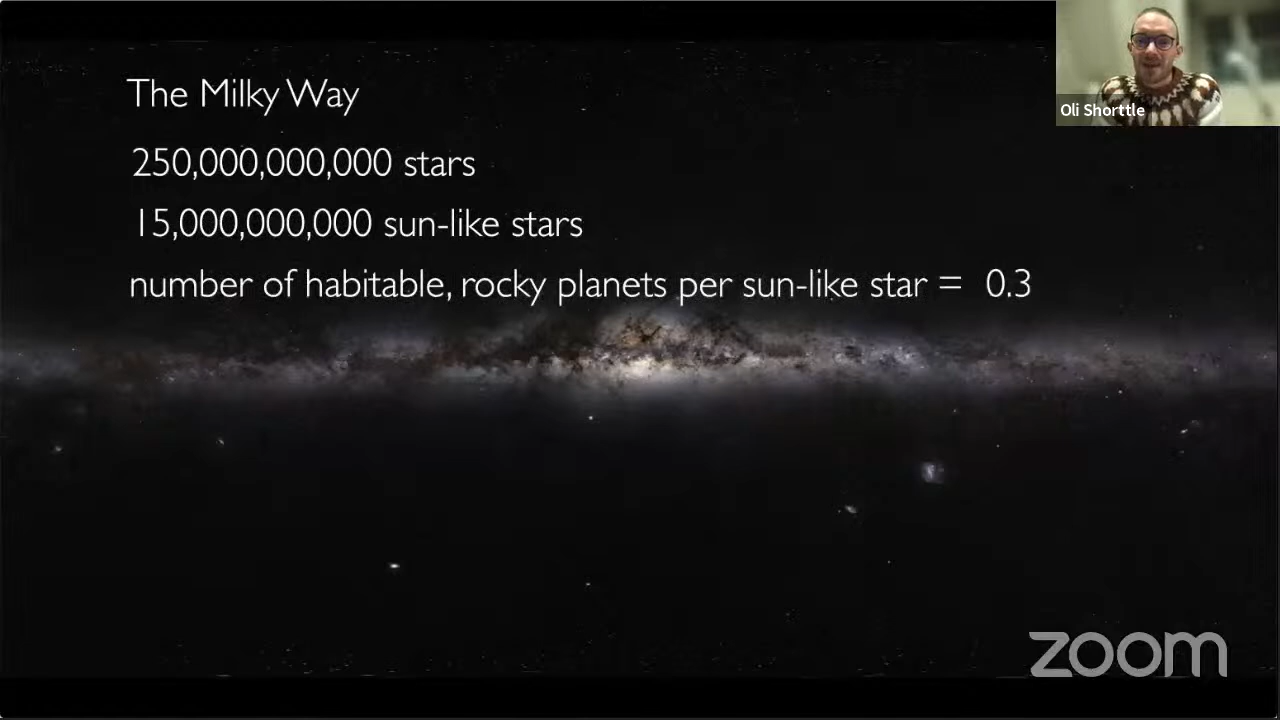 The Milky Way
250,000,000,000 stars
15,000,000,000 sun-like stars
number of habitable, rocky planets per sun-like star = 0.3
Oli Shorttle
zoom